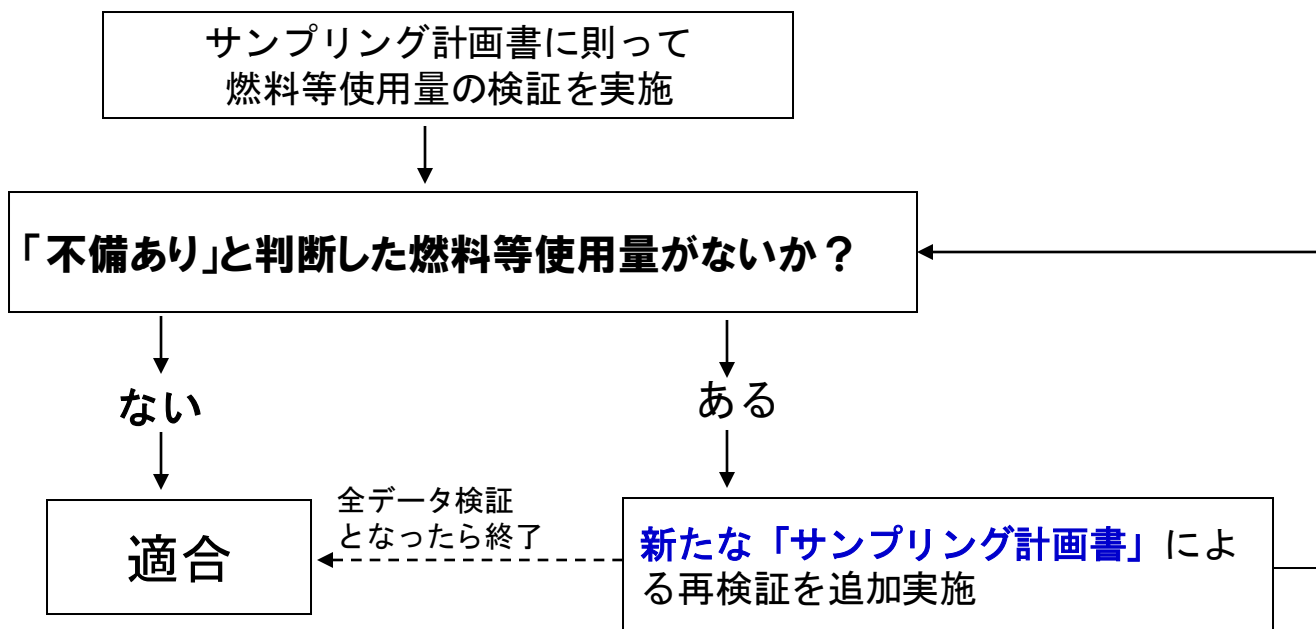 サンプリング計画書に則って
燃料等使用量の検証を実施
「不備あり」と判断した燃料等使用量がないか？
ない
ある
全データ検証
となったら終了
適合
新たな「サンプリング計画書」によ
る再検証を追加実施